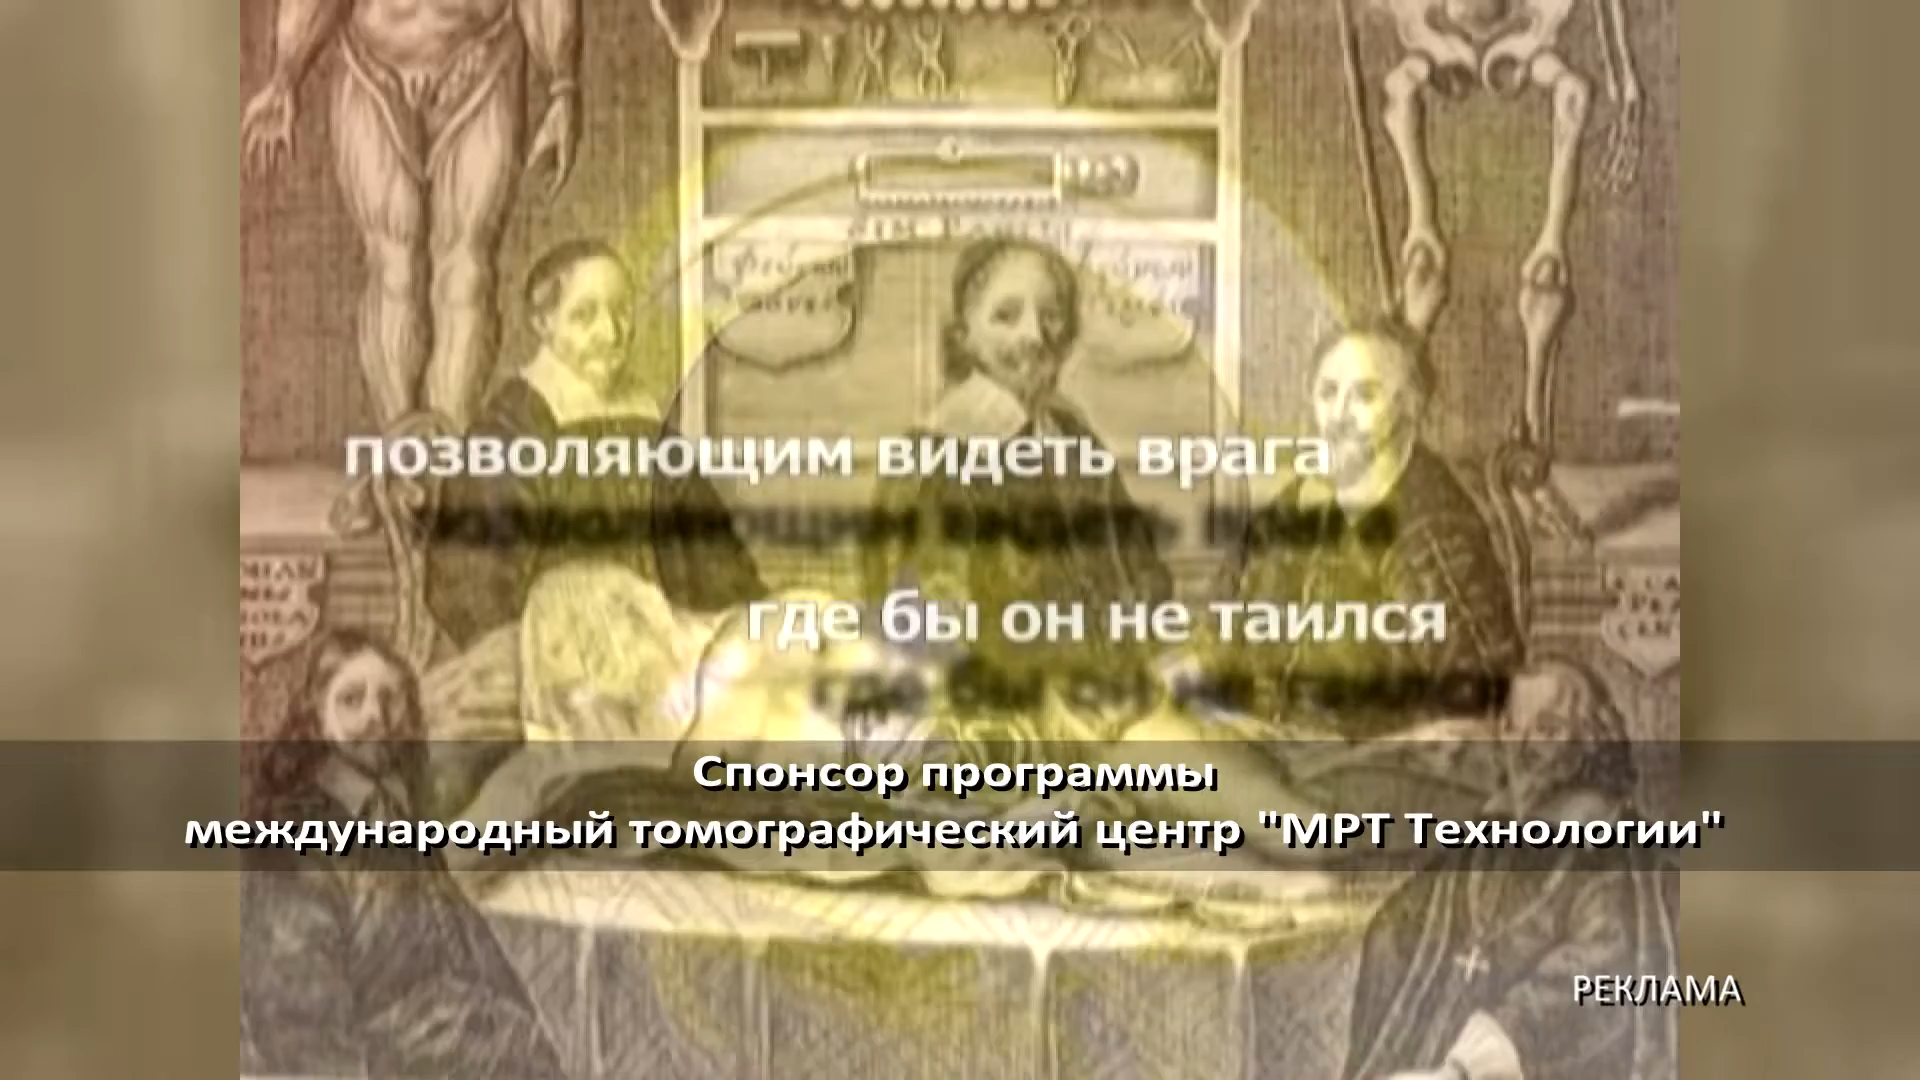 позволяющим видеть врага
где бы он не таился
Спонсор программы
международный томографический центр "МРТ Технологии"
РЕКЛАМА